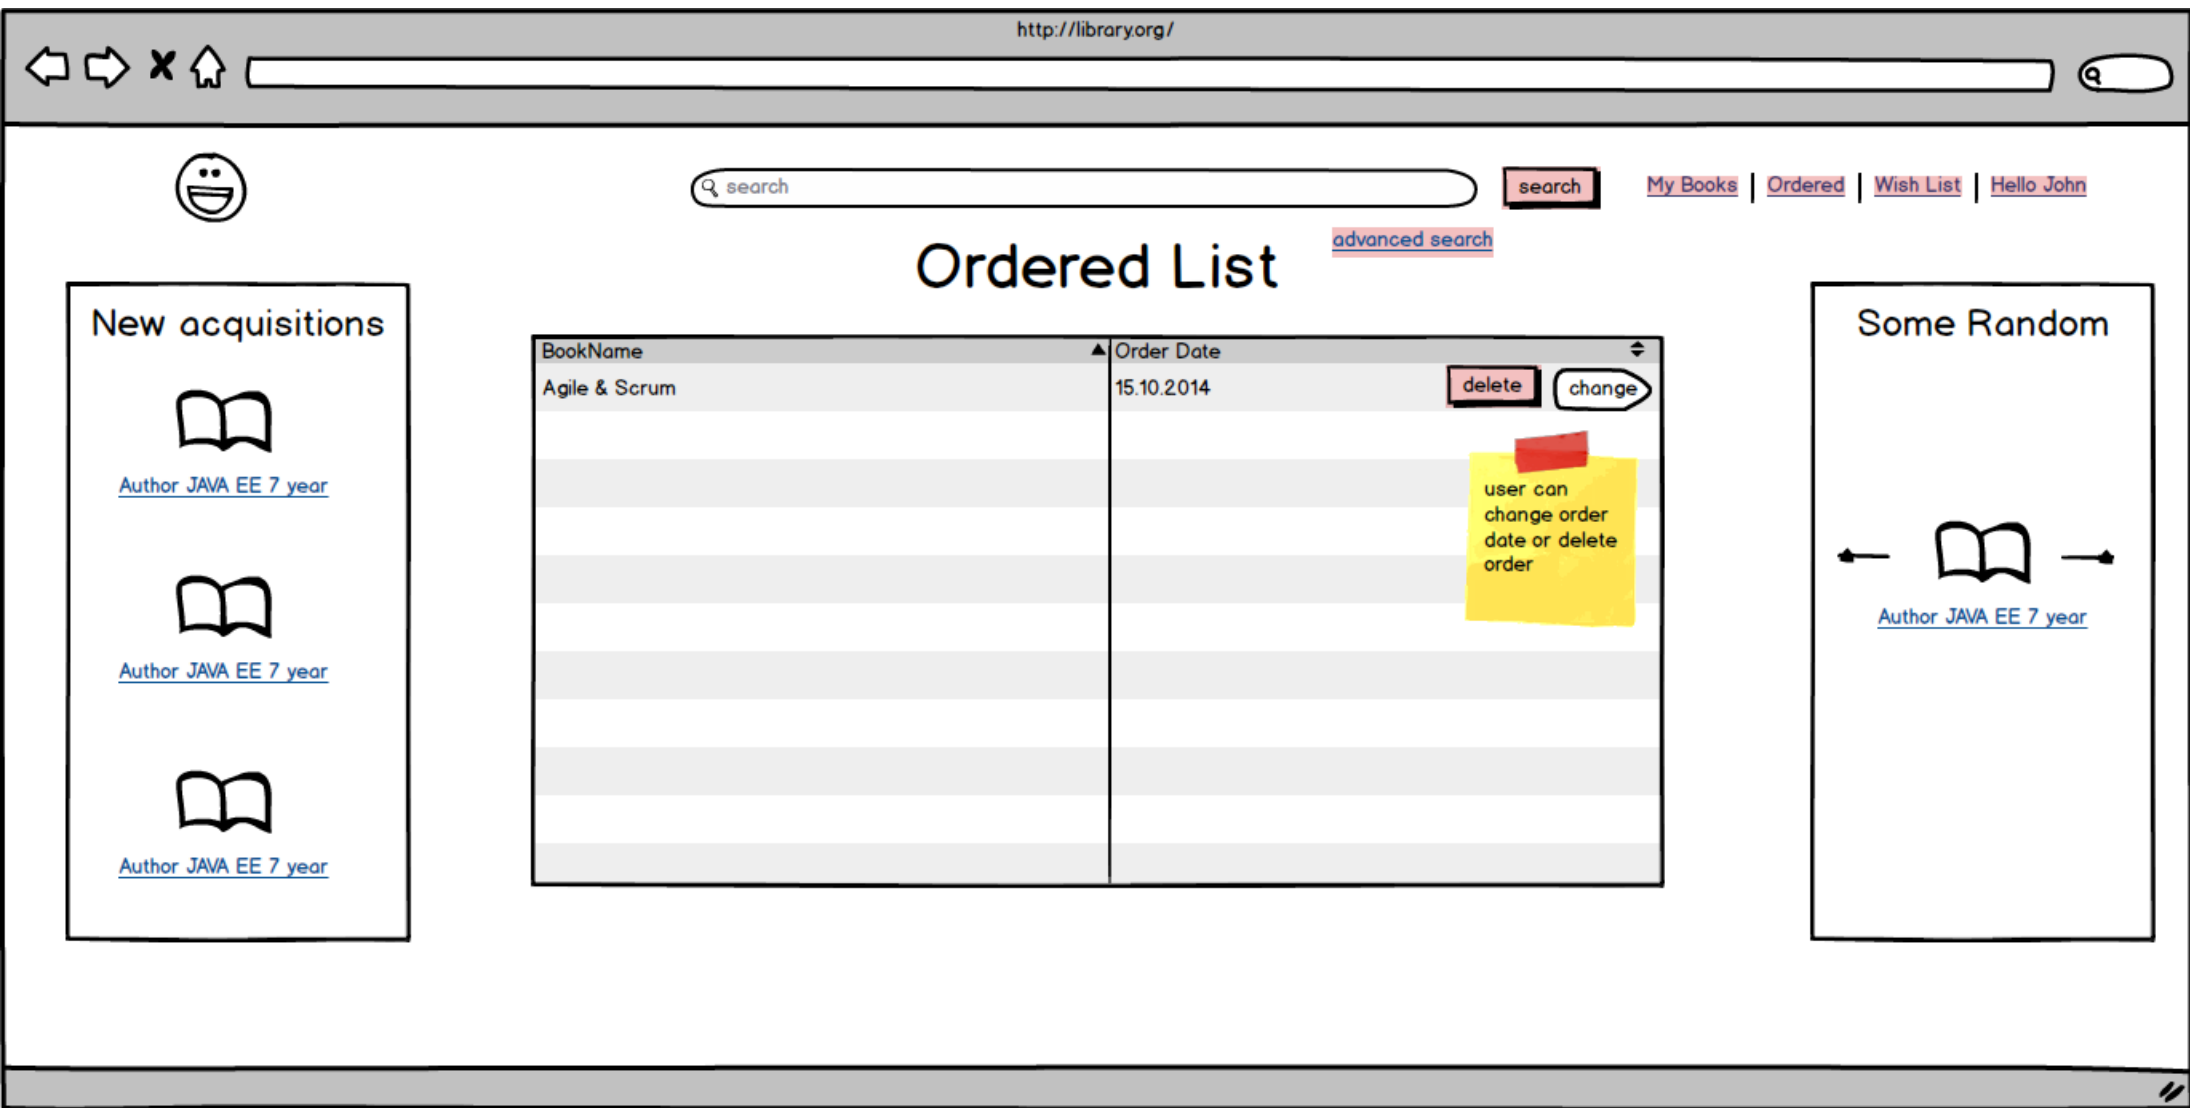 http://library.org/
search
search
My Books
Ordered
Wish List
Hello John
advanced search
Ordered List
New acquisitions
Author JAVA EE 7 year
Author JAVA EE 7 year
Author JAVA EE 7 year
BookName
Order Date
Agile & Scrum
15.10.2014
delete
change
user can
change order
date or delete
order
Some Random
Author JAVA EE 7 year